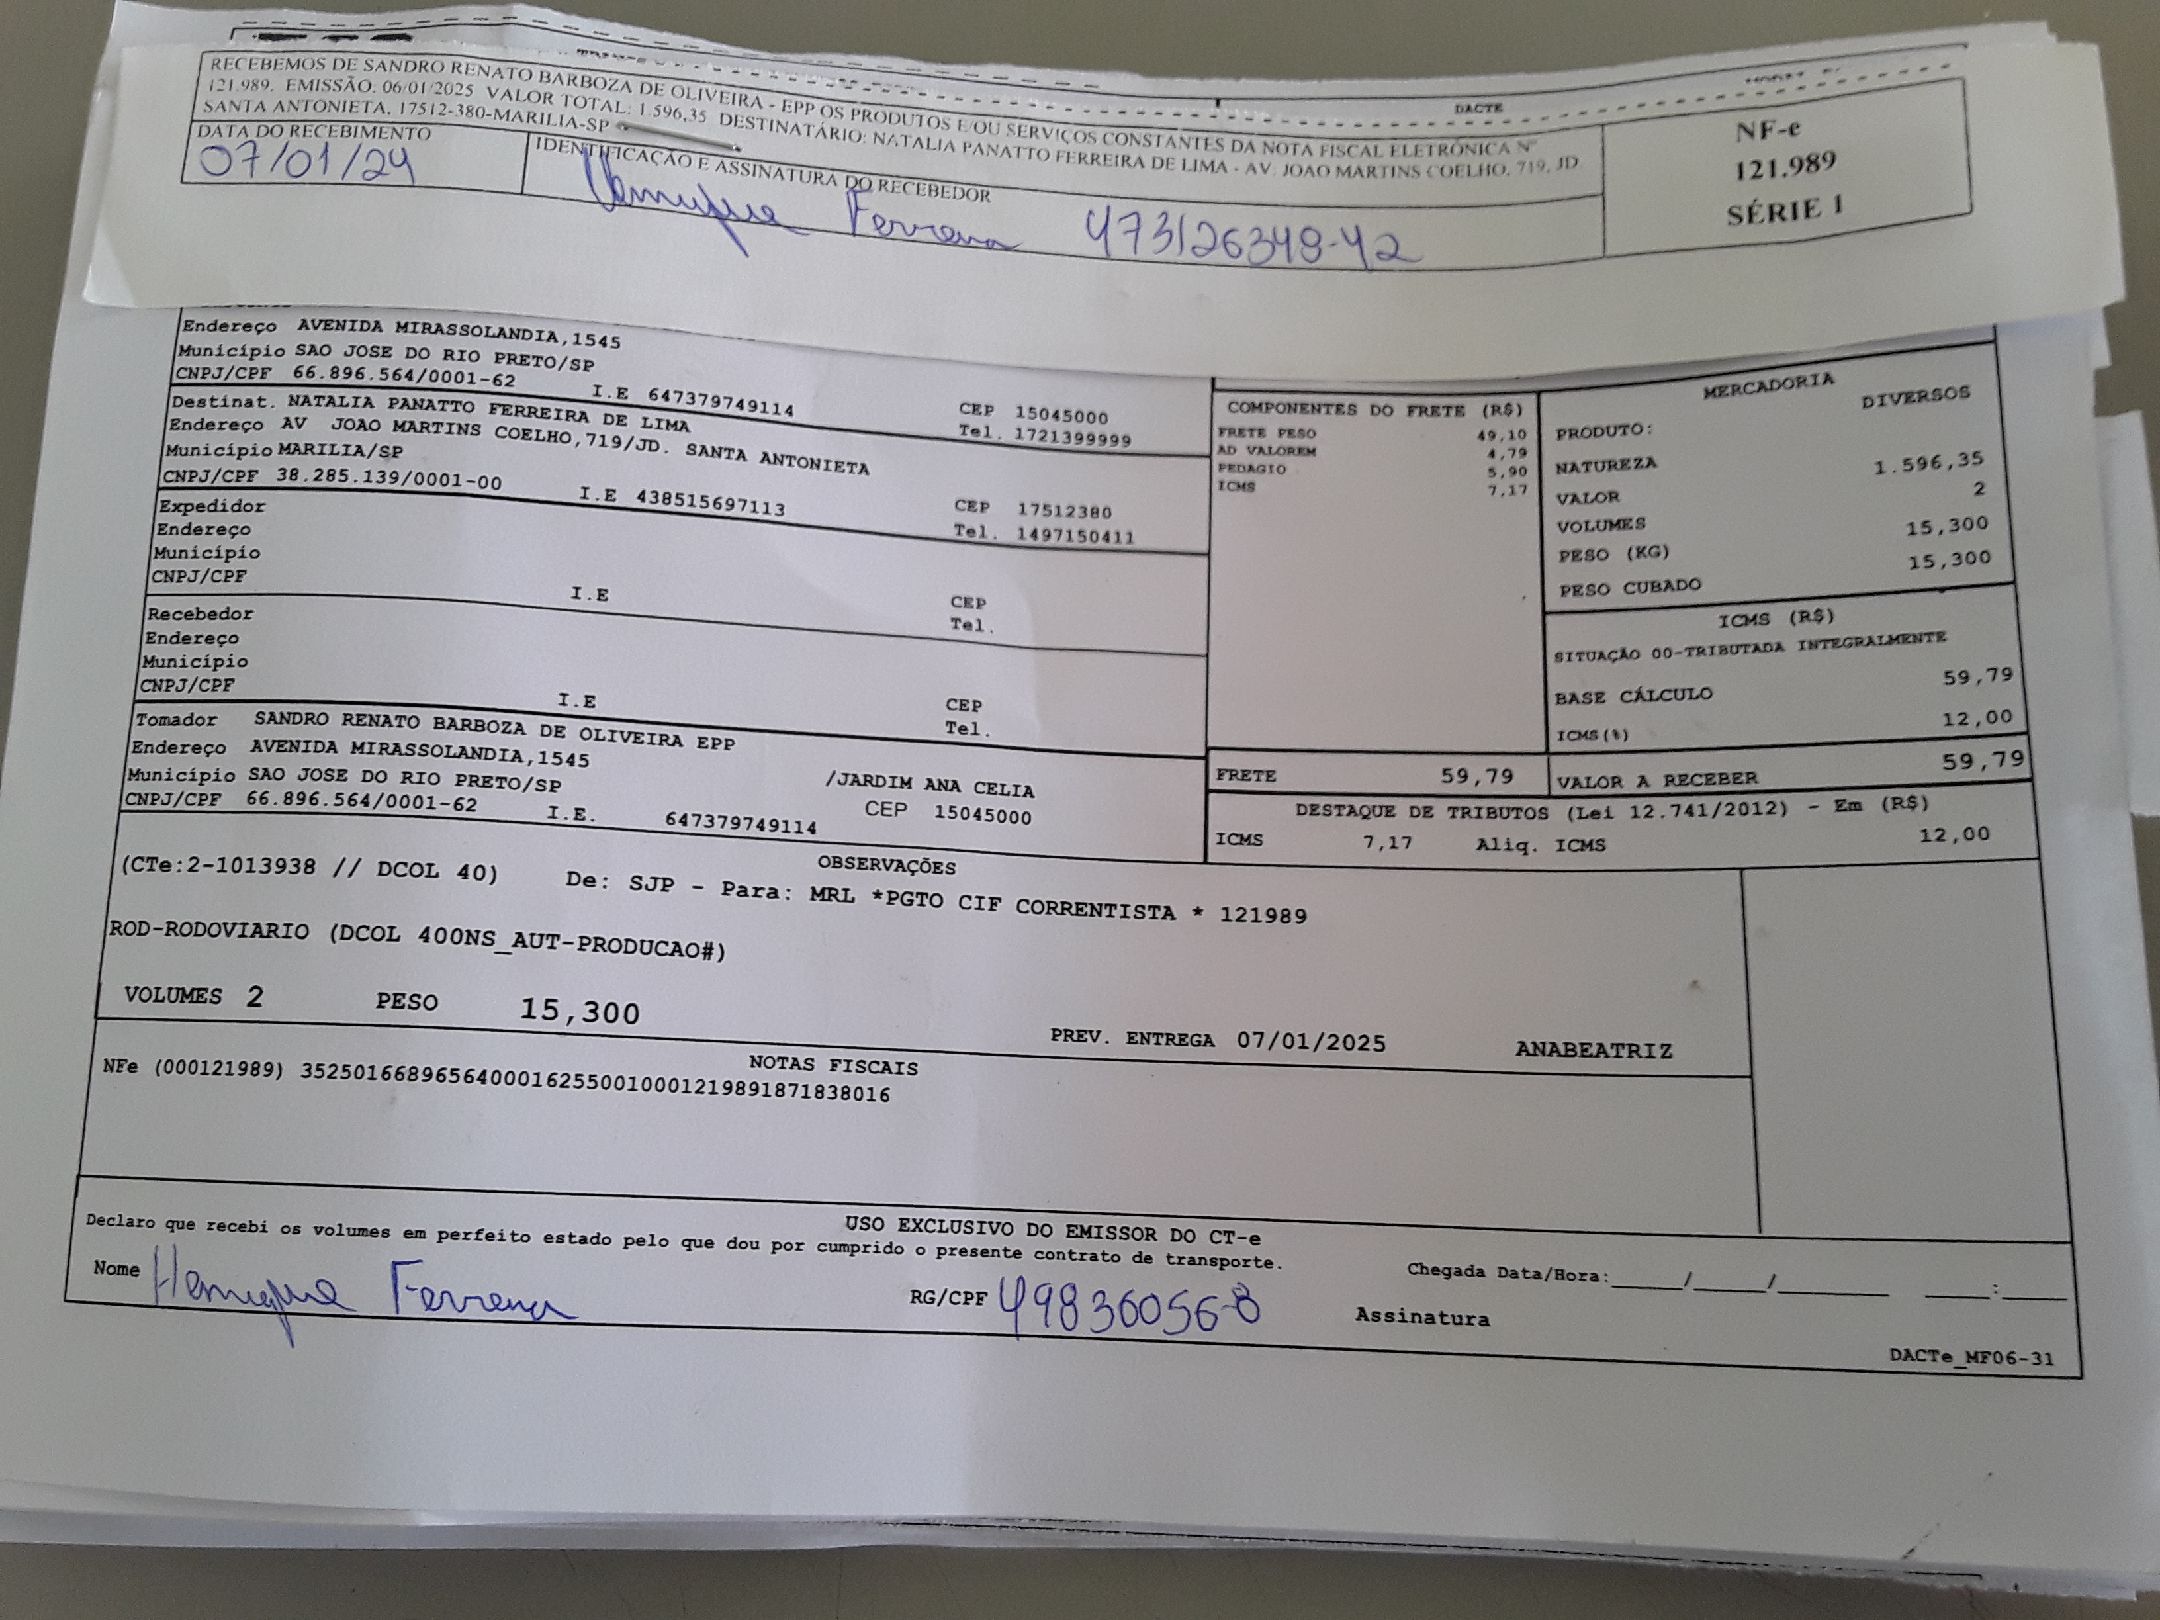 DACTE
RECEBEMOS DE SANDRO RENATO BARBOZA DE OLIVEIRA - EPP OS PRODUTOS E/OU SERVIÇOS CONSTANTES DA NOTA FISCAL ELETRÔNICA Nº
121.989. EMISSÃO: 06/01/2025 VALOR TOTAL: 1.596,35 DESTINATÁRIO: NATALIA PANATTO FERREIRA DE LIMA - AV. JOAO MARTINS COELHO, 719, JD.
SANTA ANTONIETA, 17512-380-MARILIA-SP
DATA DO RECEBIMENTO
07/01/24
IDENTIFICAÇÃO E ASSINATURA DO RECEBEDOR
Henrique Ferrera 473126348-42
NF-e
121.989
SÉRIE 1
Endereço AVENIDA MIRASSOLANDIA,1545
Município SAO JOSE DO RIO PRETO/SP
CNPJ/CPF 66.896.564/0001-62 I.E 647379749114 CEP 15045000
Tel. 1721399999
Destinat. NATALIA PANATTO FERREIRA DE LIMA
Endereço AV JOAO MARTINS COELHO,719/JD. SANTA ANTONIETA
Município MARILIA/SP
CNPJ/CPF 38.285.139/0001-00 I.E 438515697113 CEP 17512380
Tel. 1497150411
Expedidor
Endereço
Município
CNPJ/CPF I.E CEP
Tel.
Recebedor
Endereço
Município
CNPJ/CPF I.E CEP
Tel.
Tomador SANDRO RENATO BARBOZA DE OLIVEIRA EPP
Endereço AVENIDA MIRASSOLANDIA,1545 /JARDIM ANA CELIA
Município SAO JOSE DO RIO PRETO/SP CEP 15045000
CNPJ/CPF 66.896.564/0001-62 I.E. 647379749114
COMPONENTES DO FRETE (R$)
FRETE PESO 49,10
AD VALOREM 4,79
PEDAGIO 5,90
ICMS 7,17
FRETE 59,79
MERCADORIA
PRODUTO: DIVERSOS
NATUREZA
VALOR 1.596,35
VOLUMES 2
PESO (KG) 15,300
PESO CUBADO 15,300
ICMS (R$)
SITUAÇÃO 00-TRIBUTADA INTEGRALMENTE
BASE CÁLCULO 59,79
ICMS(%) 12,00
VALOR A RECEBER 59,79
DESTAQUE DE TRIBUTOS (Lei 12.741/2012) - Em (R$)
ICMS 7,17 Aliq. ICMS 12,00
OBSERVAÇÕES
(CTe:2-1013938 // DCOL 40) De: SJP - Para: MRL *PGTO CIF CORRENTISTA * 121989
ROD-RODOVIARIO (DCOL 400NS_AUT-PRODUCAO#)
VOLUMES 2 PESO 15,300 PREV. ENTREGA 07/01/2025 ANABEATRIZ
NOTAS FISCAIS
NFe (000121989) 35250166896564000162550010001219891871838016
USO EXCLUSIVO DO EMISSOR DO CT-e
Declaro que recebi os volumes em perfeito estado pelo que dou por cumprido o presente contrato de transporte.
Nome Henrique Ferrera RG/CPF 49836056-8 Chegada Data/Hora:_____/_____/________ _____:_____
Assinatura
DACTe_MF06-31